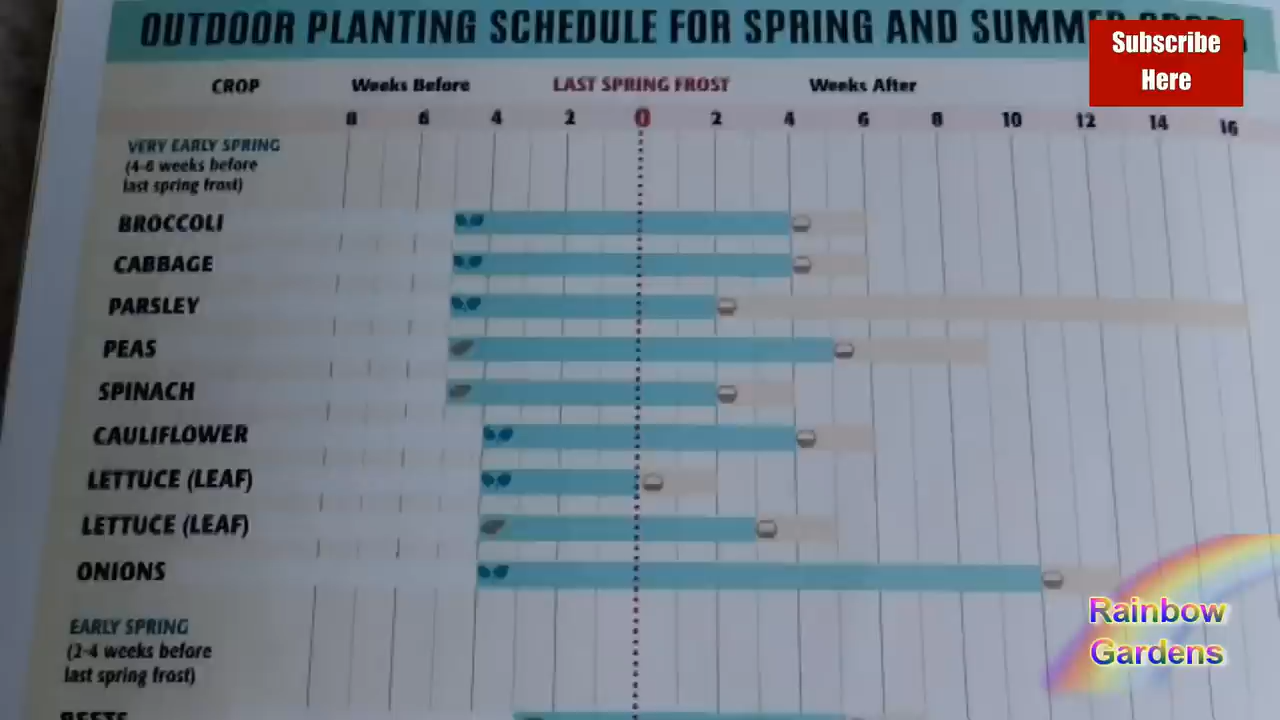 OUTDOOR PLANTING SCHEDULE FOR SPRING AND
Subscribe
Here
CROP Weeks Before LAST SPRING FROST Weeks After
8 6 4 2 0 2 4 6 8 10 12 14 16
VERY EARLY SPRING
(4-6 weeks before
last spring frost)
BROCCOLI
CABBAGE
PARSLEY
PEAS
SPINACH
CAULIFLOWER
LETTUCE (LEAF)
LETTUCE (LEAF)
ONIONS
Rainbow
Gardens
EARLY SPRING
(2-4 weeks before
last spring frost)
BEETS